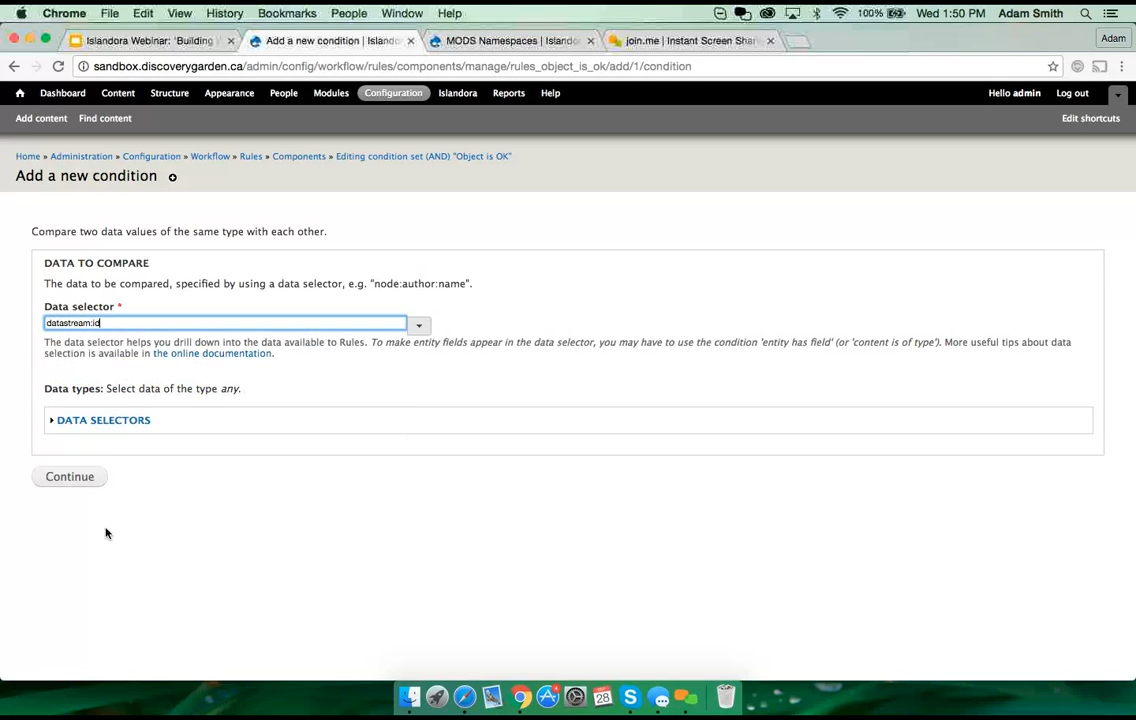 Chrome File Edit View History Bookmarks People Window Help 100% Wed 1:50 PM Adam Smith
Islandora Webinar: 'Building Add a new condition | Islando MODS Namespaces | Islando join.me | Instant Screen Shar Adam
sandbox.discoverygarden.ca/admin/config/workflow/rules/components/manage/rules_object_is_ok/add/1/condition
Dashboard Content Structure Appearance People Modules Configuration Islandora Reports Help Hello admin Log out
Add content Find content Edit shortcuts
Home » Administration » Configuration » Workflow » Rules » Components » Editing condition set (AND) "Object is OK"
Add a new condition
Compare two data values of the same type with each other.
DATA TO COMPARE
The data to be compared, specified by using a data selector, e.g. "node:author:name".
Data selector *
datastream:id
The data selector helps you drill down into the data available to Rules. To make entity fields appear in the data selector, you may have to use the condition 'entity has field' (or 'content is of type'). More useful tips about data
selection is available in the online documentation.
Data types: Select data of the type any.
DATA SELECTORS
Continue
28